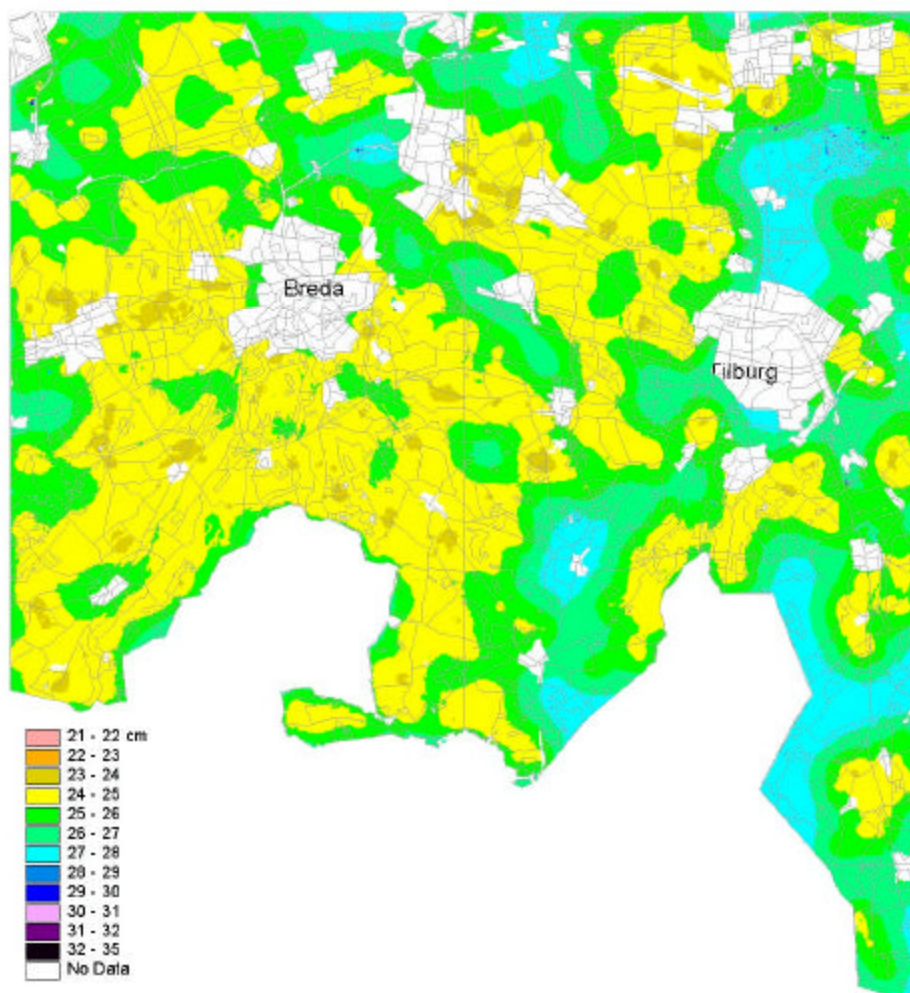 Breda
Tilburg
21 - 22 cm
22 - 23
23 - 24
24 - 25
25 - 26
26 - 27
27 - 28
28 - 29
29 - 30
30 - 31
31 - 32
32 - 35
No Data